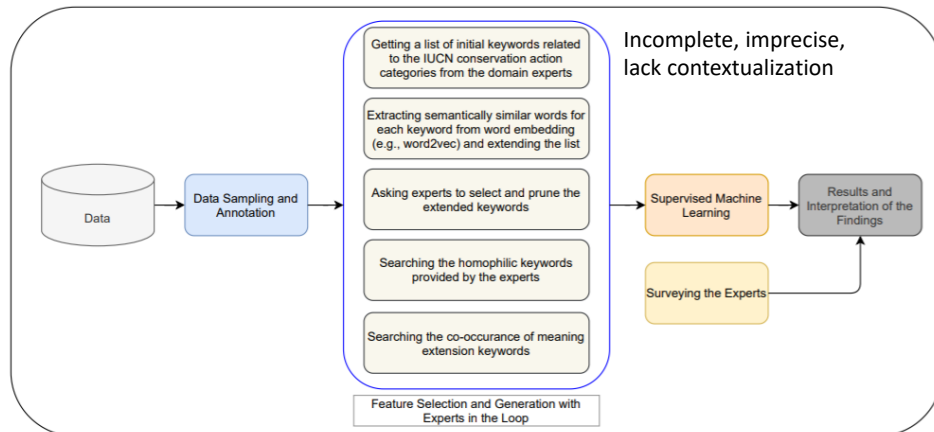 Incomplete, imprecise,
lack contextualization
Getting a list of initial keywords related
to the IUCN conservation action
categories from the domain experts
Extracting semantically similar words for
each keyword from word embedding
(e.g., word2vec) and extending the list
Asking experts to select and prune the
extended keywords
Searching the homophilic keywords
provided by the experts
Searching the co-occurance of meaning
extension keywords
Feature Selection and Generation with
Experts in the Loop
Data
Data Sampling and
Annotation
Supervised Machine
Learning
Results and
Interpretation of the
Findings
Surveying the Experts